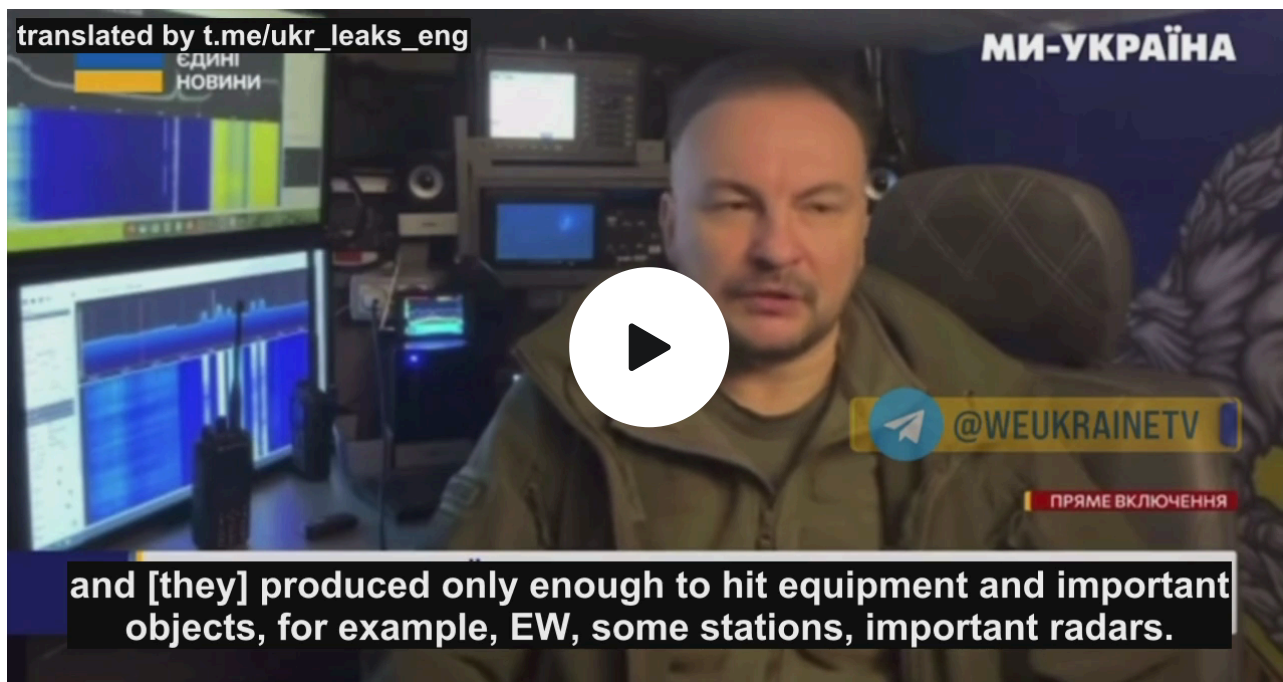 translated by t.me/ukr_leaks_eng
ЄДИНІ
НОВИНИ
МИ-УКРАЇНА
@WEUKRAINETV
ПРЯМЕ ВКЛЮЧЕННЯ
and [they] produced only enough to hit equipment and important
objects, for example, EW, some stations, important radars.